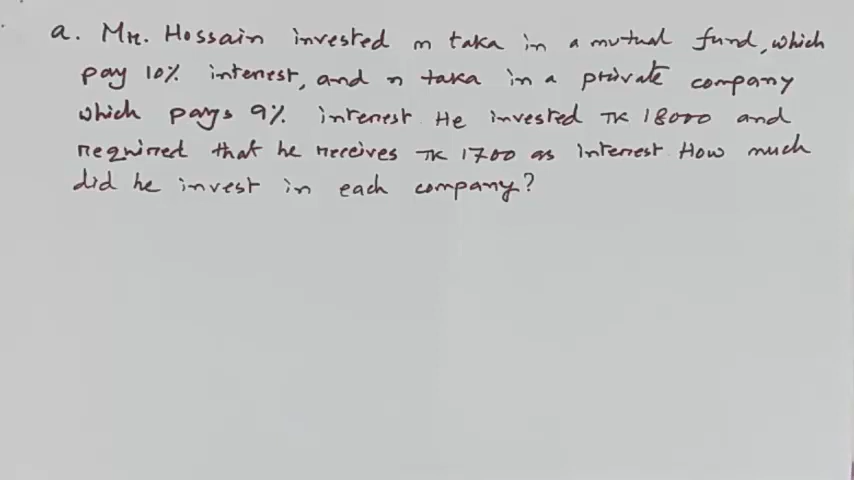 a. Mr. Hossain invested m taka in a mutual fund, which
pay 10% interest, and n taka in a private company
which pays 9% interest He invested TK 18000 and
required that he receives TK 1700 as interest How much
did he invest in each company?